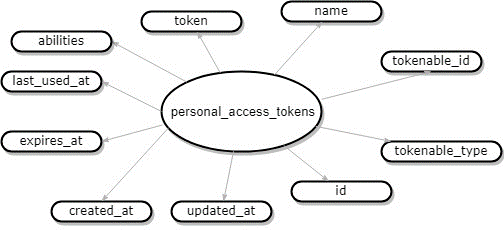 name
token
abilities
tokenable_id
last_used_at
personal_access_tokens
expires_at
tokenable_type
id
created_at
updated_at